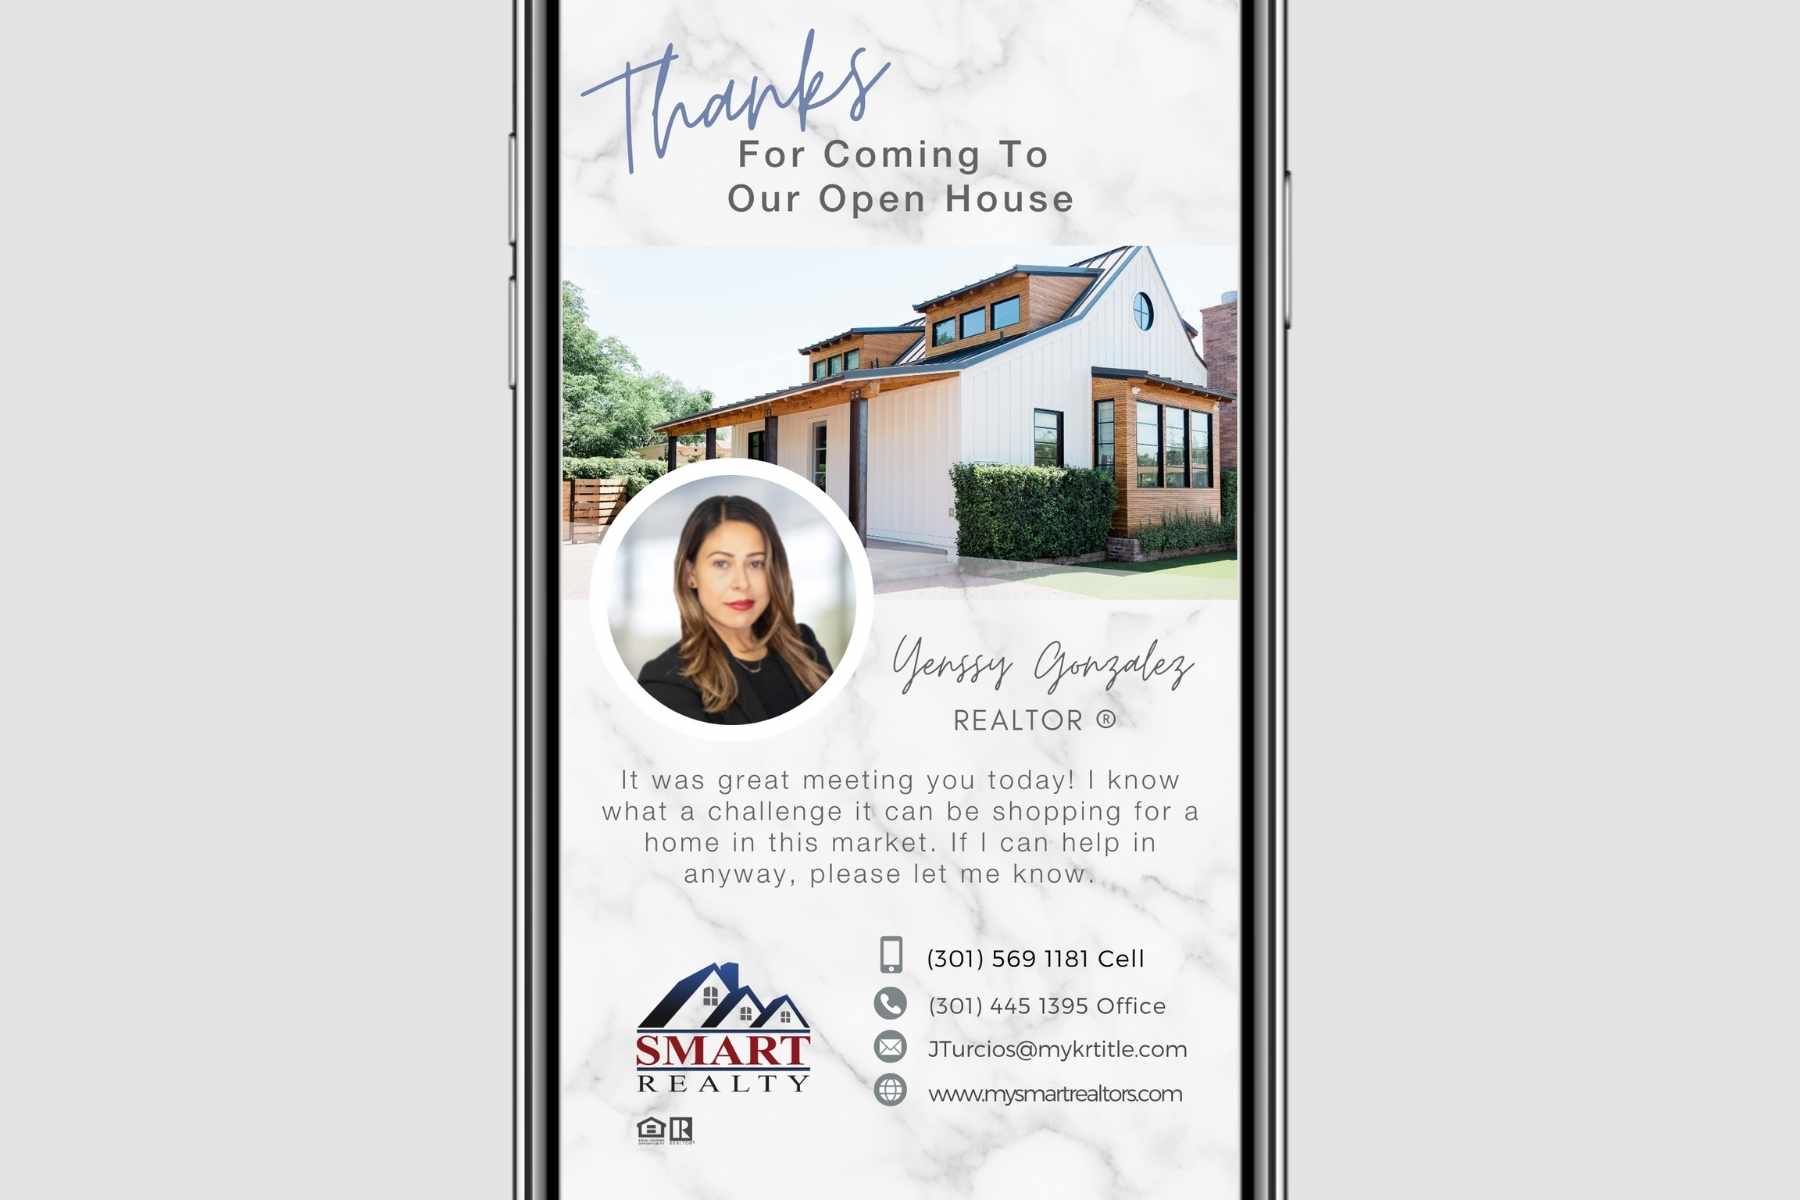 Thanks
For Coming To
Our Open House
Yenssy Gonzalez
REALTOR ®
It was great meeting you today! I know
what a challenge it can be shopping for a
home in this market. If I can help in
anyway, please let me know.
(301) 569 1181 Cell
(301) 445 1395 Office
JTurcios@mykrtitle.com
www.mysmartrealtors.com
SMART
REALTY
R